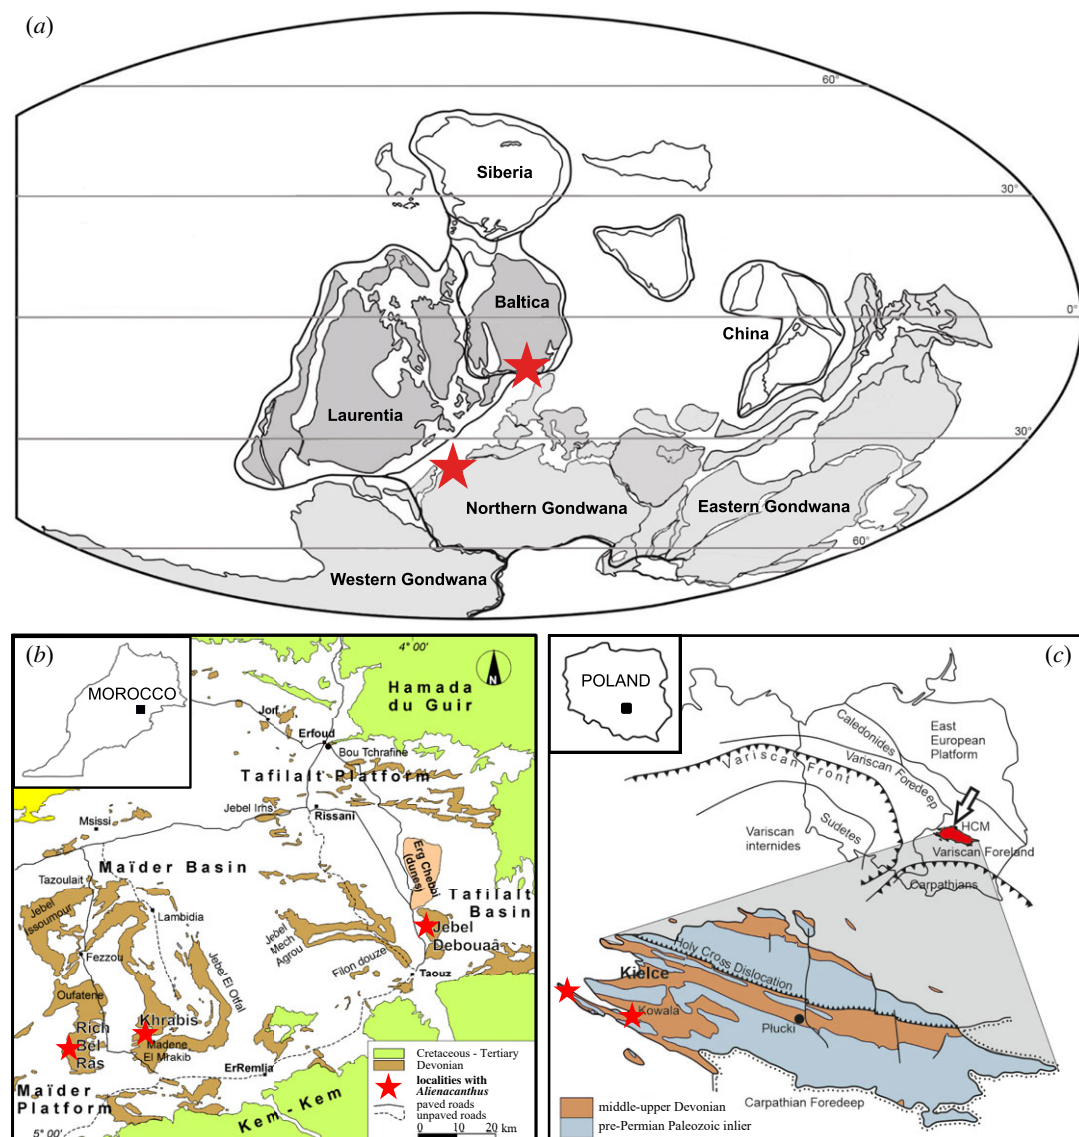 (a)
60°
Siberia
30°
Baltica
0°
China
Laurentia
30°
Northern Gondwana
Eastern Gondwana
60°
Western Gondwana
(b)
MOROCCO
4° 00'
N
Hamada
du Guir
Jorf
Erfoud
Bou Tchrafine
Tafilalt Platform
Jebel Irhs
Rissani
Msissi
Erg Chebbi
(dunes)
Maïder Basin
Tafilalt
Basin
Tazoulait
Jebel
Issoumour
Lambidia
Jebel
Debouaâ
Jebel
Mech
Agrou
Fezzou
Jebel El Otfal
Filon douze
Taouz
Oufatene
Khrabis
Rich
Bel
Ras
Madene
El Mrakib
ErRemlia
Maïder
Platform
Kem - Kem
5° 00'
Cretaceous - Tertiary
Devonian
localities with
Alienacanthus
paved roads
unpaved roads
0 10 20 km
(c)
POLAND
Caledonides
East
European
Platform
Variscan Front
Variscan Foredeep
HCM
Sudetes
Variscan
internides
Variscan Foreland
Carpathians
Holy Cross Dislocation
Kielce
Kowala
Płucki
Carpathian Foredeep
middle-upper Devonian
pre-Permian Paleozoic inlier